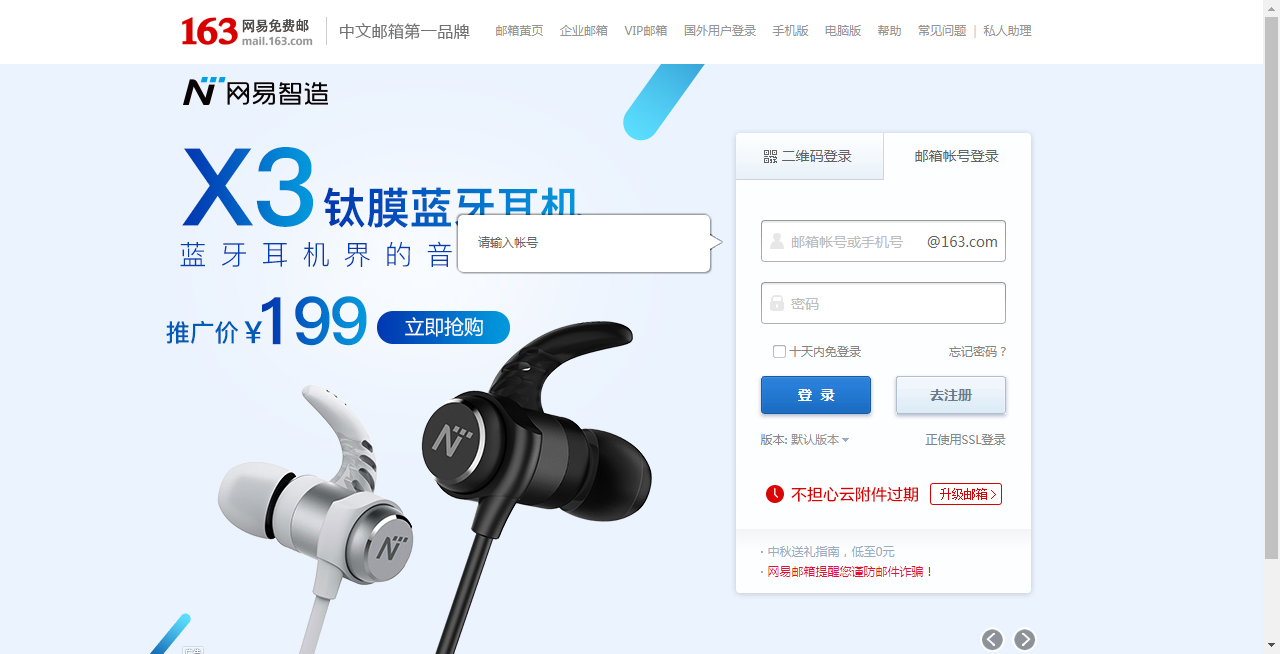 163 网易免费邮 mail.163.com 中文邮箱第一品牌 邮箱黄页 企业邮箱 VIP邮箱 国外用户登录 手机版 电脑版 帮助 常见问题 | 私人助理
N 网易智造
二维码登录 邮箱帐号登录
X3 钛膜蓝牙耳机
请输入帐号
邮箱帐号或手机号 @163.com
蓝牙耳机界的音
密码
推广价 ¥199 立即抢购
十天内免登录 忘记密码?
登 录 去注册
版本: 默认版本 正使用SSL登录
不担心云附件过期 升级邮箱>
· 中秋送礼指南，低至0元
· 网易邮箱提醒您谨防邮件诈骗！
N
N
广告